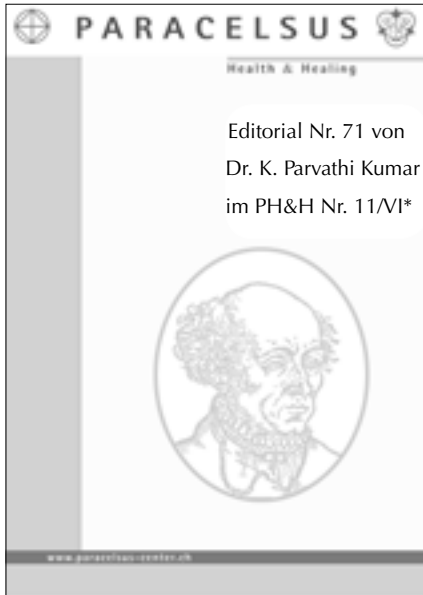 PARACELSUS
Health & Healing
Editorial Nr. 71 von
Dr. K. Parvathi Kumar
im PH&H Nr. 11/VI*
www.paracelsus-center.ch